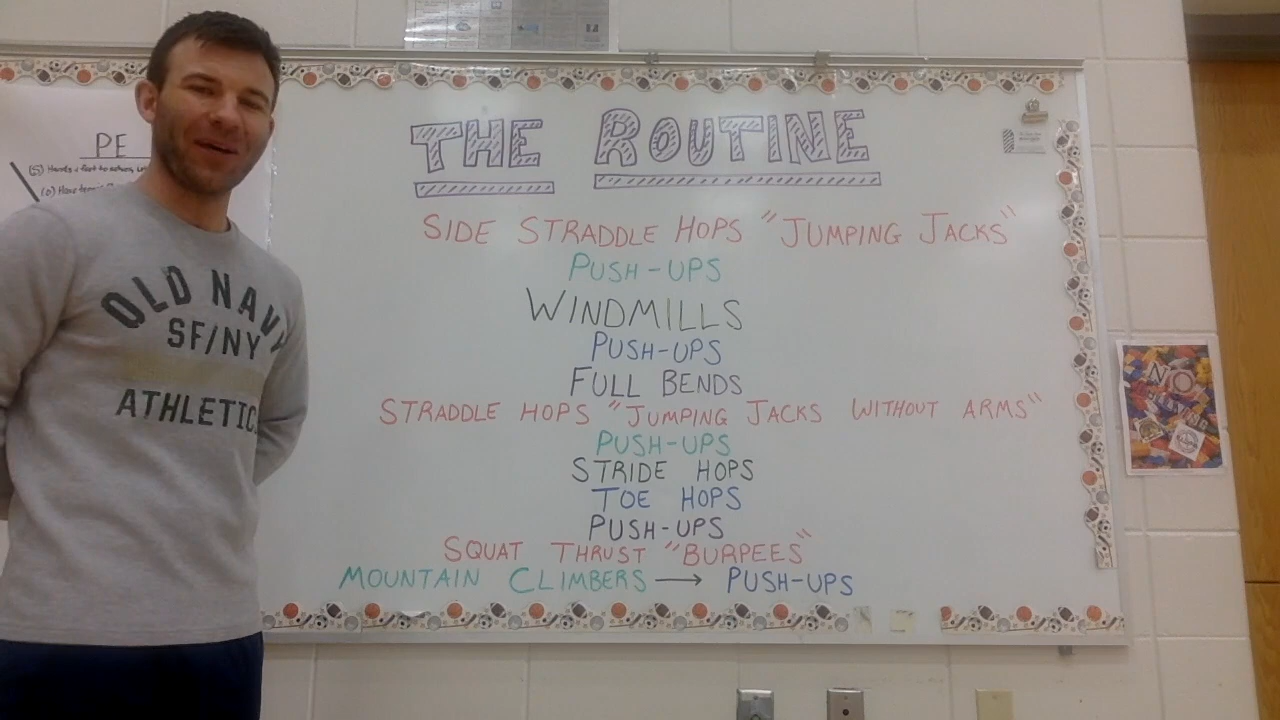 THE ROUTINE
SIDE STRADDLE HOPS "JUMPING JACKS"
PUSH-UPS
WINDMILLS
PUSH-UPS
FULL BENDS
STRADDLE HOPS "JUMPING JACKS WITHOUT ARMS"
PUSH-UPS
STRIDE HOPS
TOE HOPS
PUSH-UPS
SQUAT THRUST "BURPEES"
MOUNTAIN CLIMBERS → PUSH-UPS
PE
OLD NAVY
SF/NY
ATHLETIC
NO